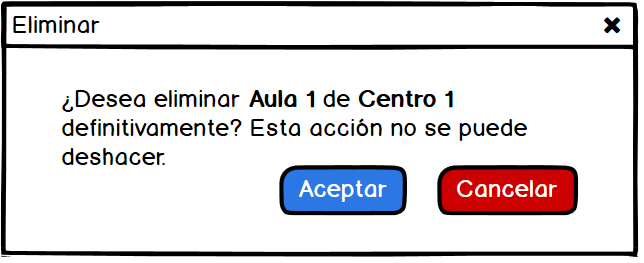 Eliminar
¿Desea eliminar Aula 1 de Centro 1
definitivamente? Esta acción no se puede
deshacer.
Aceptar Cancelar